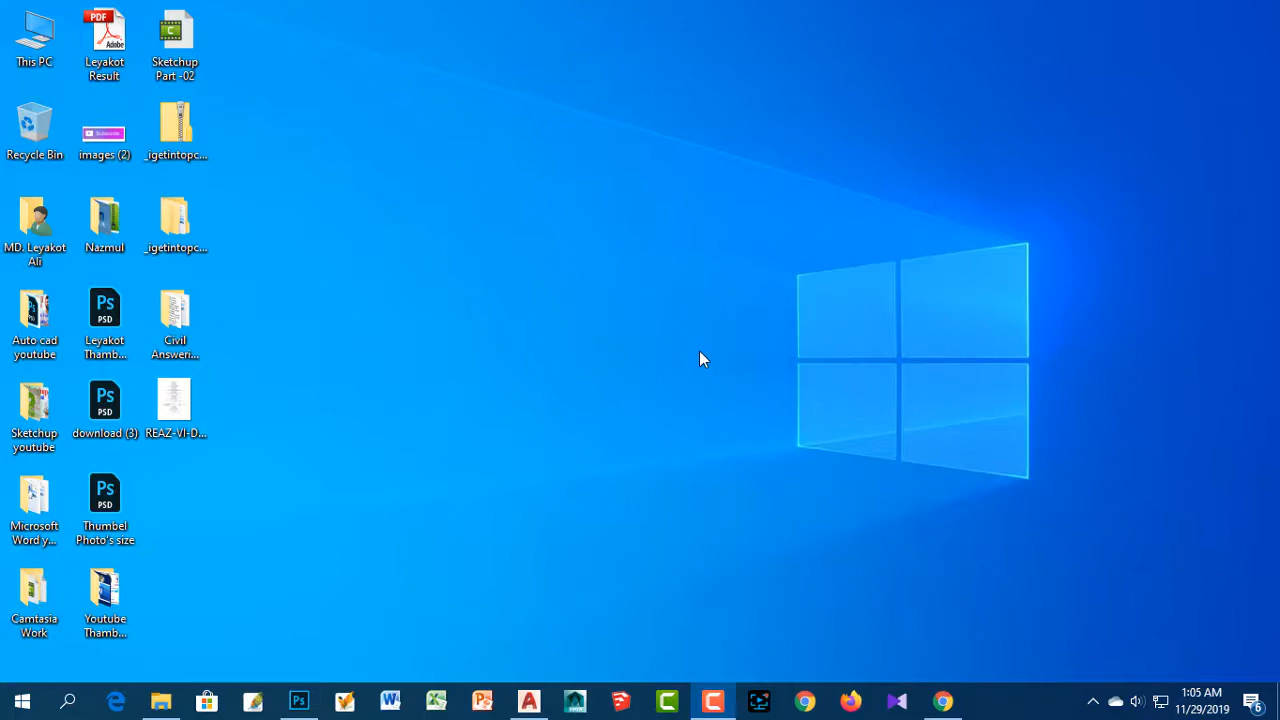 This PC
PDF
Adobe
Leyakot
Result
Sketchup
Part -02
Recycle Bin
Subscribe
images (2)
_igetintopc...
MD. Leyakot
Ali
Nazmul
_igetintopc...
Auto cad
youtube
Ps
PSD
Leyakot
Thamb...
Civil
Answeri...
Sketchup
youtube
Ps
PSD
download (3)
REAZ-VI-D...
Microsoft
Word y...
Ps
PSD
Thumbel
Photo's size
Camtasia
Work
Youtube
Thamb...
Ps
1:05 AM
11/29/2019
6